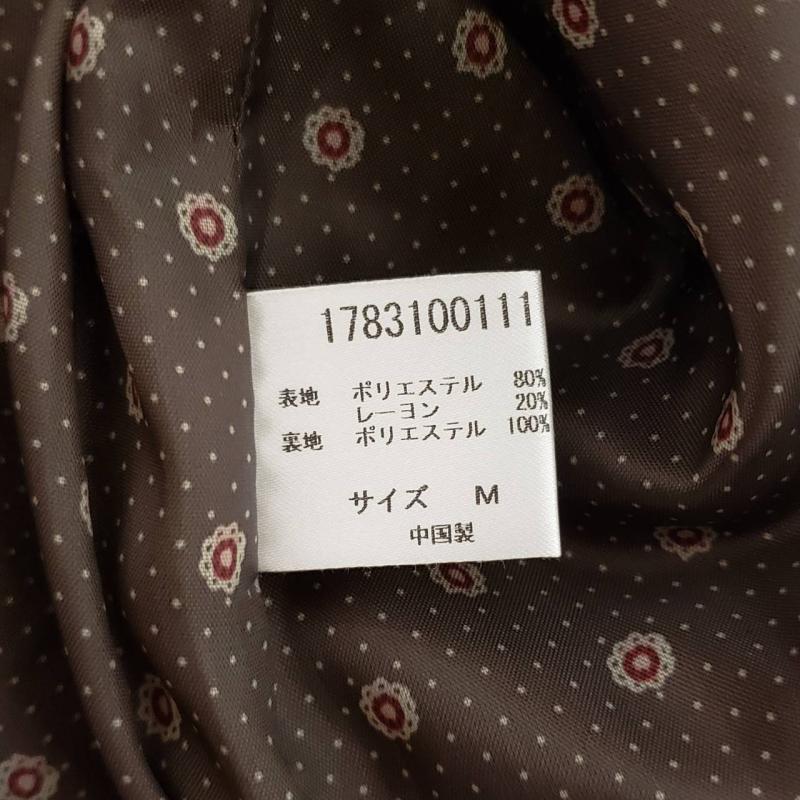 1783100111
表地 ポリエステル 80%
レーヨン 20%
裏地 ポリエステル 100%
サイズ M
中国製